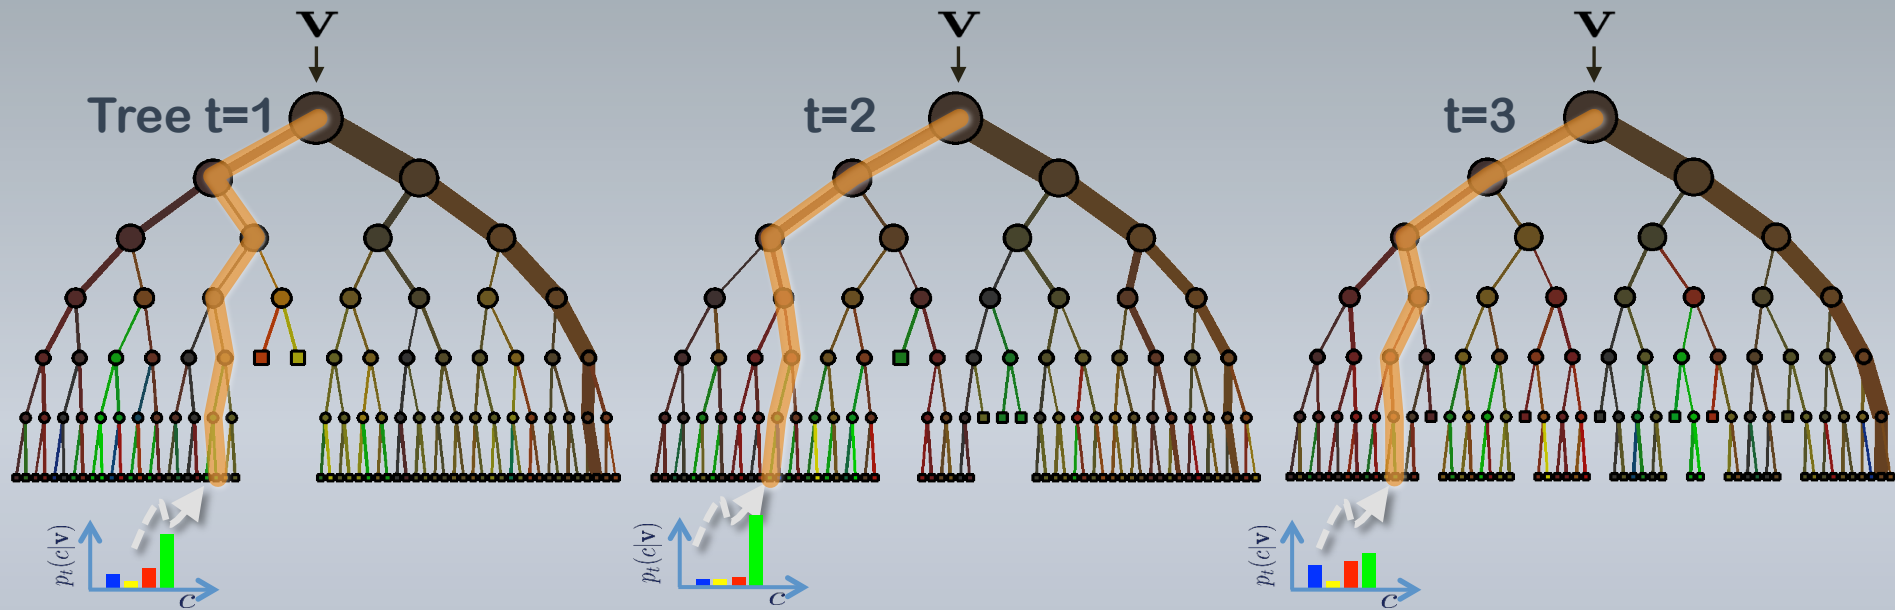 v v v
Tree t=1 t=2 t=3
p_t(c|v) p_t(c|v) p_t(c|v)
c c c